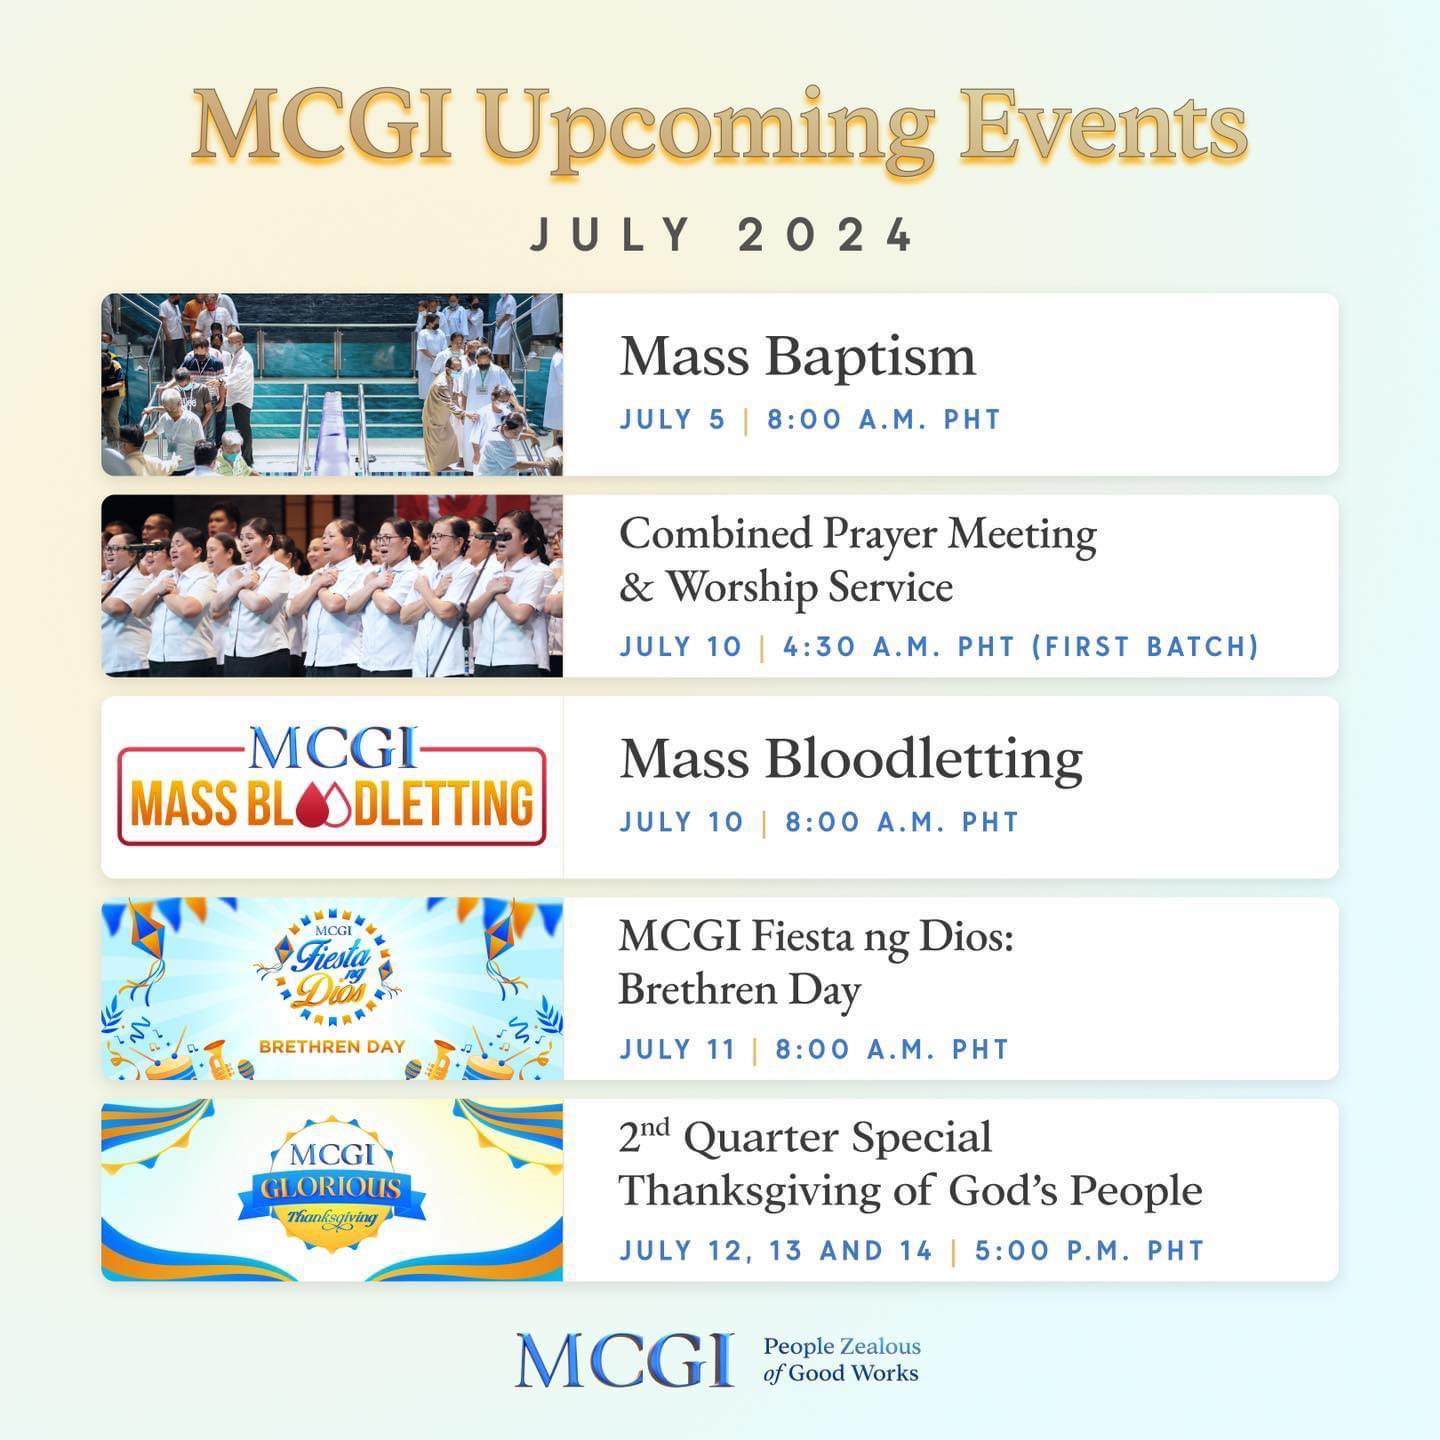 MCGI Upcoming Events
JULY 2024
Mass Baptism
JULY 5 | 8:00 A.M. PHT
Combined Prayer Meeting
& Worship Service
JULY 10 | 4:30 A.M. PHT (FIRST BATCH)
MCGI
MASS BLOODLETTING
Mass Bloodletting
JULY 10 | 8:00 A.M. PHT
MCGI
Fiesta
ng
Dios
BRETHREN DAY
MCGI Fiesta ng Dios:
Brethren Day
JULY 11 | 8:00 A.M. PHT
MCGI
GLORIOUS
Thanksgiving
2nd Quarter Special
Thanksgiving of God's People
JULY 12, 13 AND 14 | 5:00 P.M. PHT
MCGI
People Zealous
of Good Works